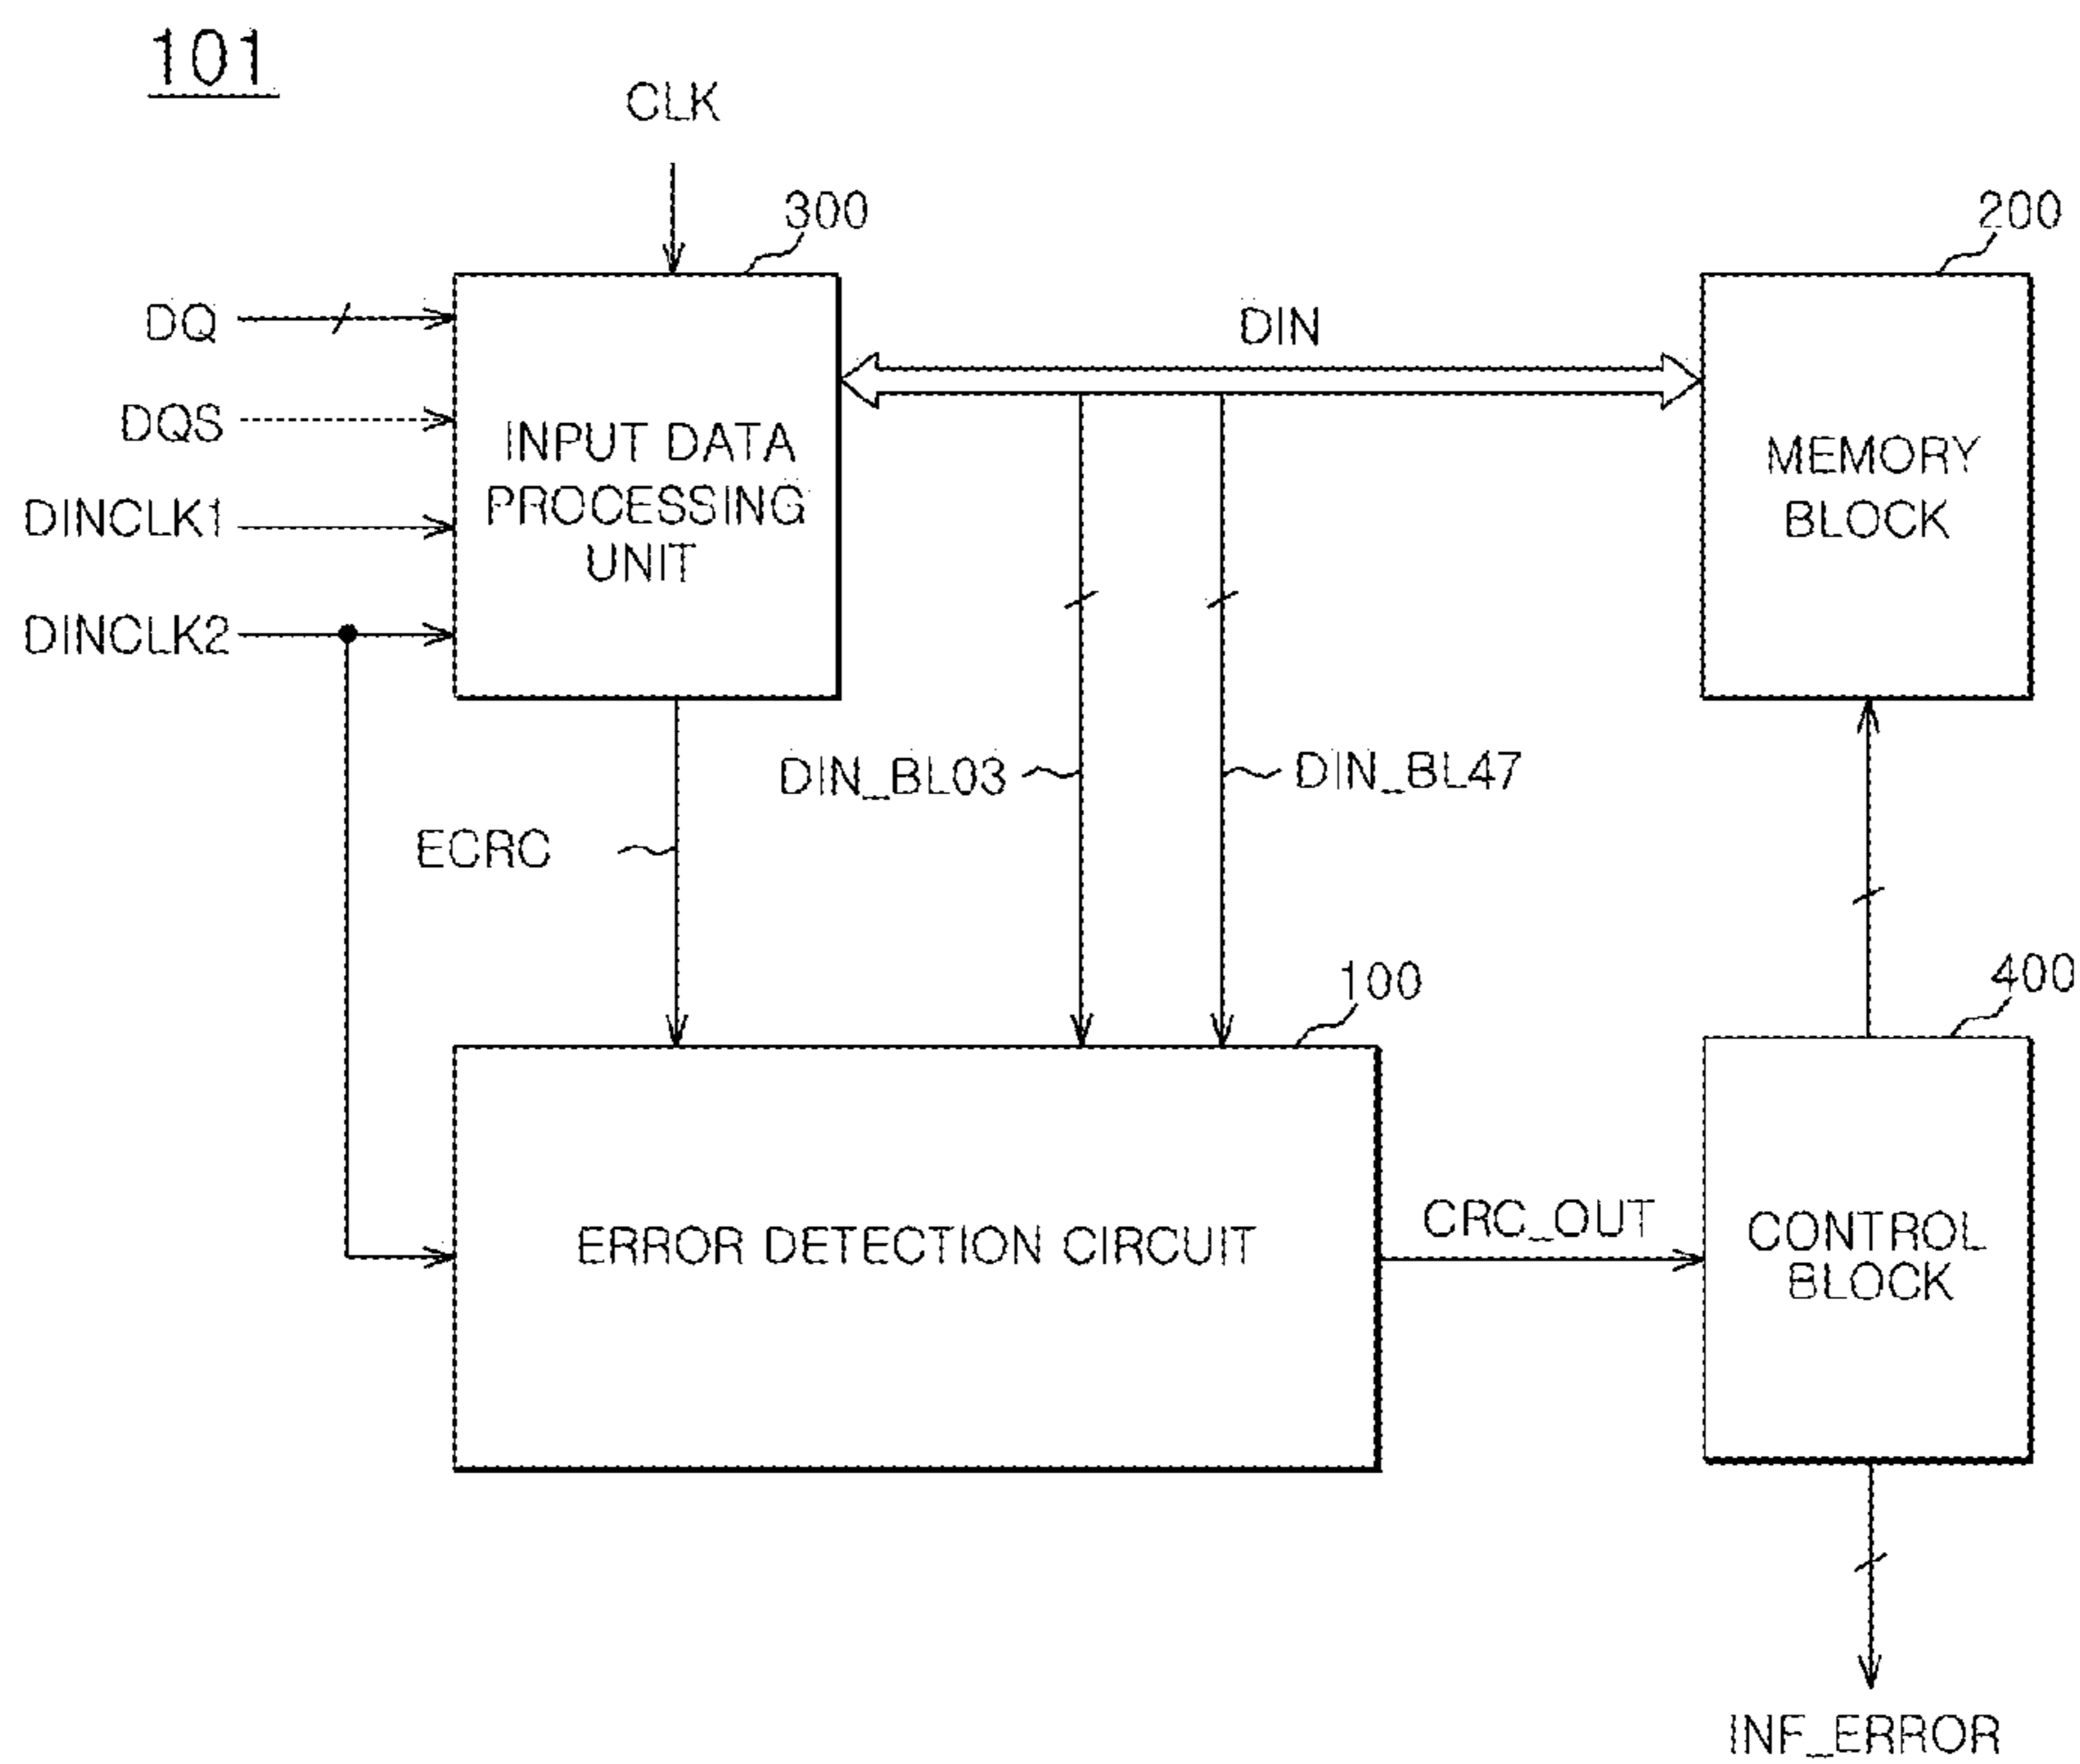 101
CLK
300
200
DQ
DIN
DQS
INPUT DATA
PROCESSING
UNIT
MEMORY
BLOCK
DINCLK1
DINCLK2
DIN_BL03
DIN_BL47
ECRC
100
400
ERROR DETECTION CIRCUIT
CRC_OUT
CONTROL
BLOCK
INF_ERROR